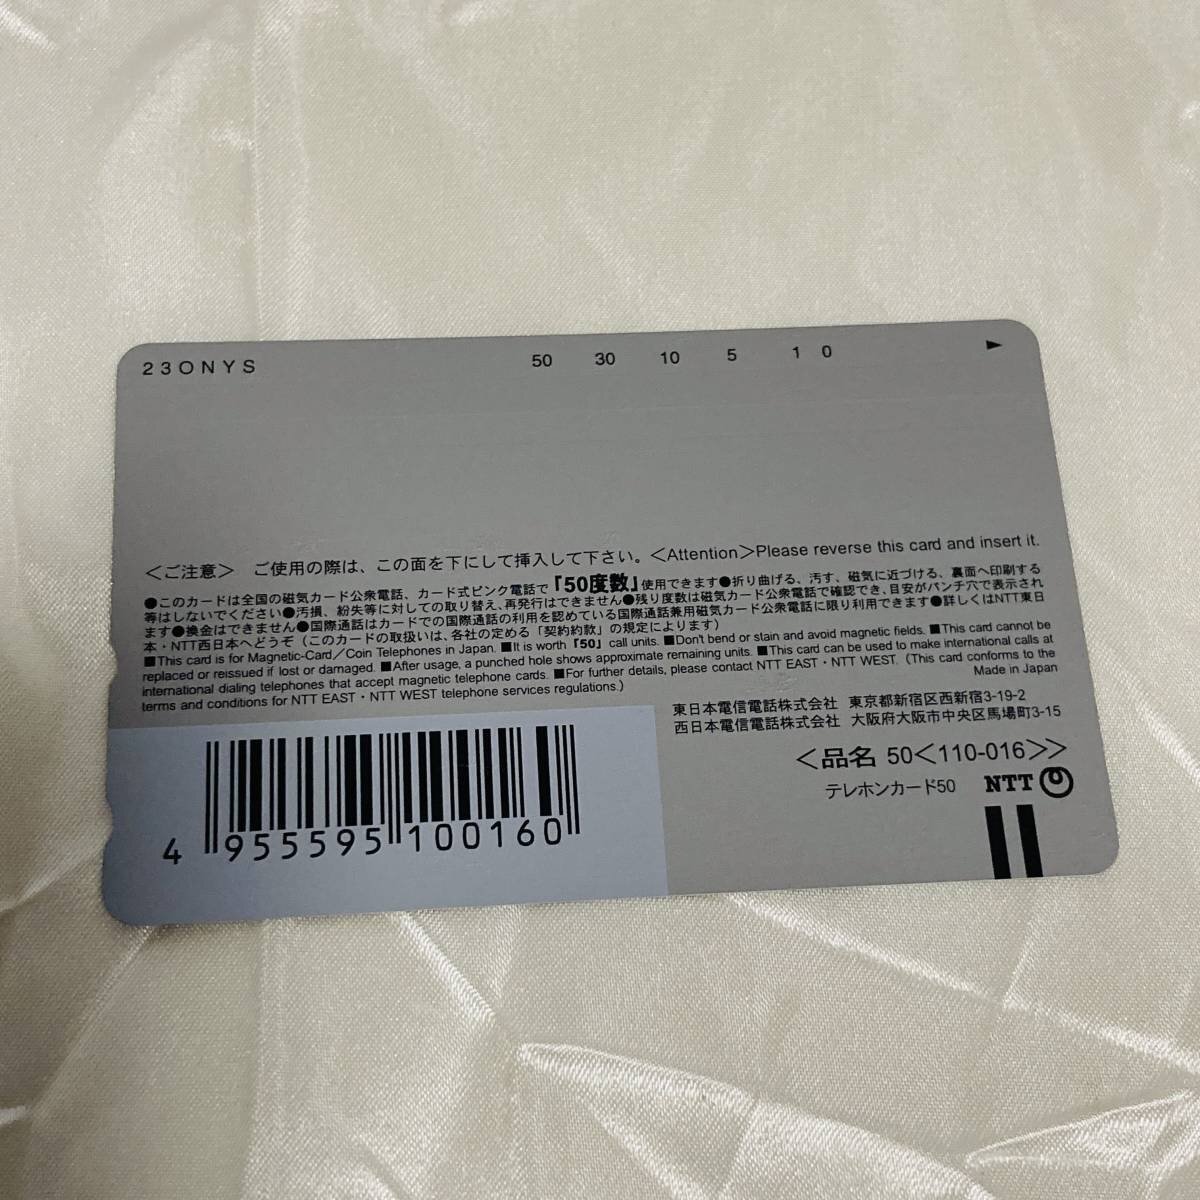 23ONYS 50 30 10 5 1 0
<ご注意> ご使用の際は、この面を下にして挿入して下さい。<Attention>Please reverse this card and insert it.
●このカードは全国の磁気カード公衆電話、カード式ピンク電話で「50度数」使用できます●折り曲げる、汚す、磁気に近づける、裏面へ印刷する
等はしないでください●汚損、紛失等に対しての取り替え、再発行はできません●残り度数は磁気カード公衆電話で確認でき、目安がパンチ穴で表示され
ます●換金はできません●国際通話はカードでの国際通話の利用を認めている国際通話兼用磁気カード公衆電話に限り利用できます●詳しくはNTT東日
本・NTT西日本へどうぞ(このカードの取扱いは、各社の定める「契約約款」の規定によります)
■This card is for Magnetic-Card/Coin Telephones in Japan. ■It is worth「50」call units. ■Don't bend or stain and avoid magnetic fields. ■This card cannot be
replaced or reissued if lost or damaged. ■After usage, a punched hole shows approximate remaining units. ■This card can be used to make international calls at
international dialing telephones that accept magnetic telephone cards. ■For further details, please contact NTT EAST・NTT WEST. (This card conforms to the
terms and conditions for NTT EAST・NTT WEST telephone services regulations.)
Made in Japan
東日本電信電話株式会社 東京都新宿区西新宿3-19-2
西日本電信電話株式会社 大阪府大阪市中央区馬場町3-15
<品名 50<110-016>>
テレホンカード50 NTT
4 955595 100160